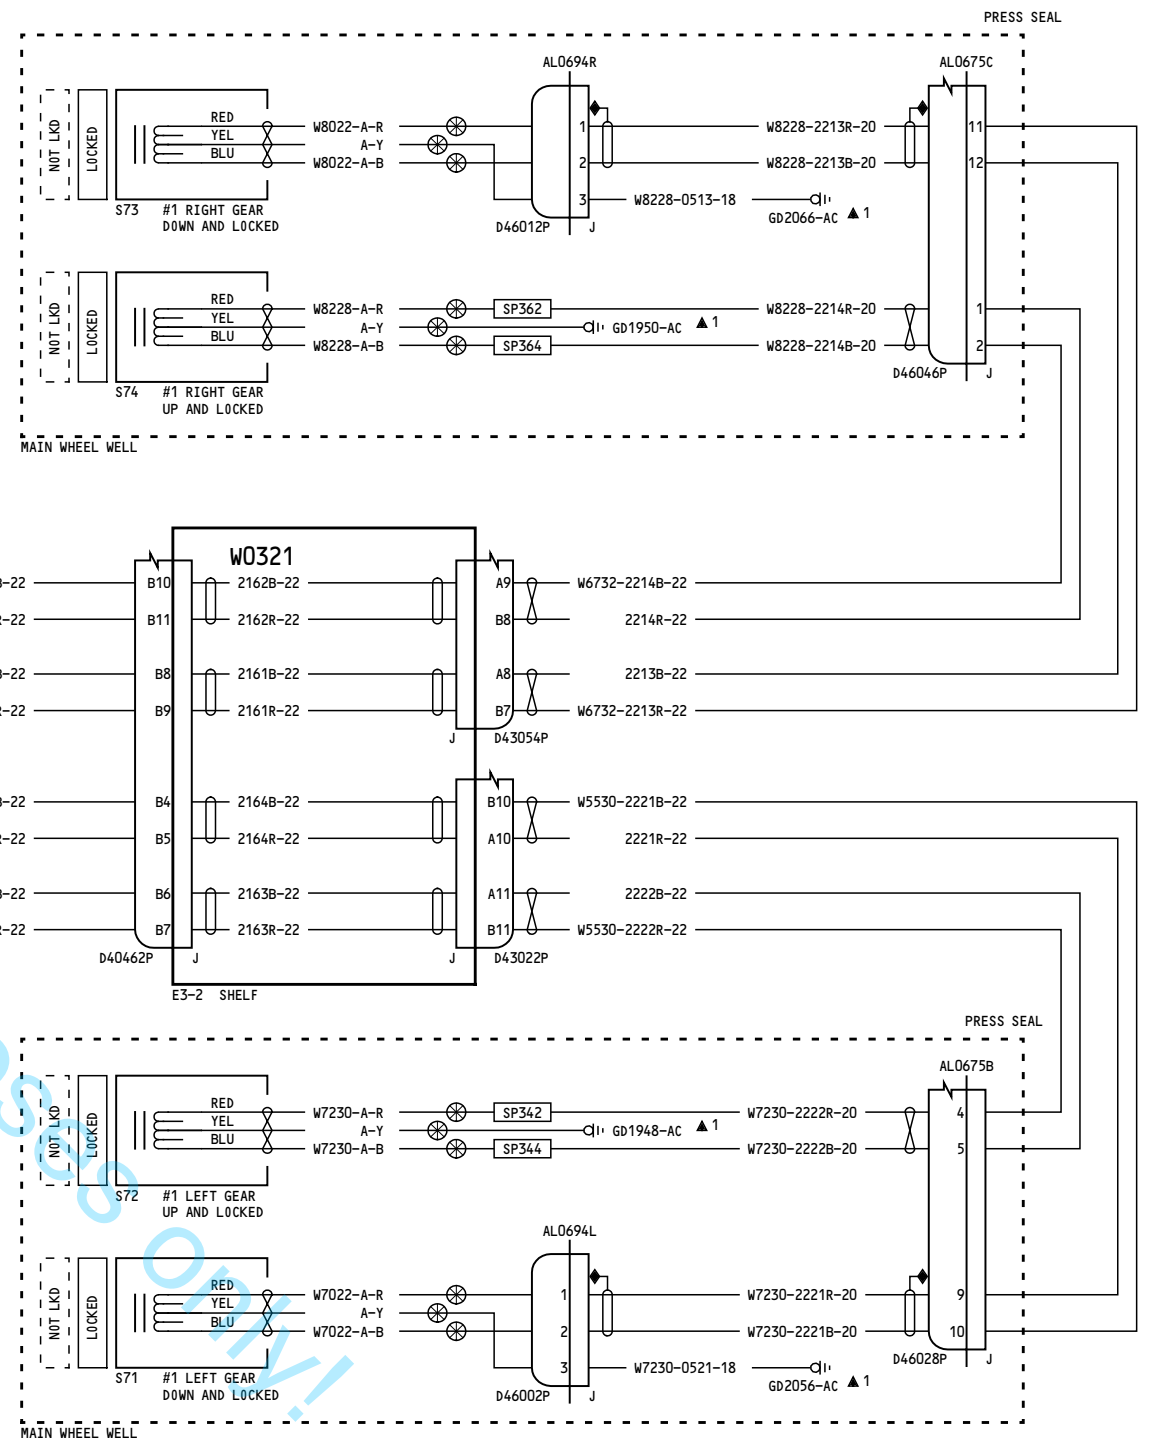 PRESS SEAL
AL0694R
AL0675C
NOT LKD
LOCKED
RED
YEL
BLU
W8022-A-R
A-Y
W8022-A-B
1
2
3
W8228-2213R-20
W8228-2213B-20
11
12
W8228-0513-18
GD2066-AC
1
S73
#1 RIGHT GEAR
DOWN AND LOCKED
D46012P
J
NOT LKD
LOCKED
RED
YEL
BLU
W8228-A-R
A-Y
W8228-A-B
SP362
SP364
GD1950-AC
1
W8228-2214R-20
W8228-2214B-20
1
2
D46046P
J
S74
#1 RIGHT GEAR
UP AND LOCKED
MAIN WHEEL WELL
W0321
B-22
B10
2162B-22
A9
W6732-2214B-22
R-22
B11
2162R-22
B8
2214R-22
B-22
B8
2161B-22
A8
2213B-22
R-22
B9
2161R-22
B7
W6732-2213R-22
J
D43054P
B-22
B4
2164B-22
B10
W5530-2221B-22
R-22
B5
2164R-22
A10
2221R-22
B-22
B6
2163B-22
A11
2222B-22
R-22
B7
2163R-22
B11
W5530-2222R-22
D40462P
J
J
D43022P
E3-2 SHELF
PRESS SEAL
AL0675B
NOT LKD
LOCKED
RED
YEL
BLU
W7230-A-R
A-Y
W7230-A-B
SP342
SP344
GD1948-AC
1
W7230-2222R-20
W7230-2222B-20
4
5
S72
#1 LEFT GEAR
UP AND LOCKED
AL0694L
NOT LKD
LOCKED
RED
YEL
BLU
W7022-A-R
A-Y
W7022-A-B
1
2
3
W7230-2221R-20
W7230-2221B-20
9
10
W7230-0521-18
GD2056-AC
1
D46028P
J
S71
#1 LEFT GEAR
DOWN AND LOCKED
D46002P
J
MAIN WHEEL WELL
oses only!